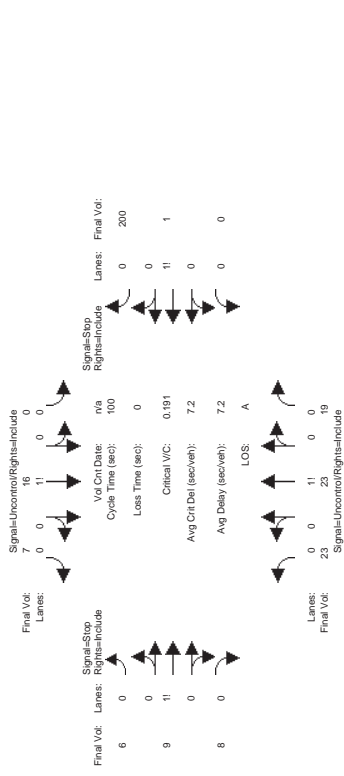 Signal=Uncontrol/Rights=Include
Final Vol: 7 16 0
Lanes: 0 0 1! 0 0
Signal=Stop Signal=Stop
Final Vol: Lanes: Rights=Include Vol Cnt Date: n/a Rights=Include Lanes: Final Vol:
6 0 Cycle Time (sec): 100 0 200
0 Loss Time (sec): 0 0
9 1! Critical V/C: 0.191 1! 1
0 Avg Crit Del (sec/veh): 7.2 0
8 0 Avg Delay (sec/veh): 7.2 0 0
LOS: A
Lanes: 0 0 1! 0 0
Final Vol: 23 23 19
Signal=Uncontrol/Rights=Include